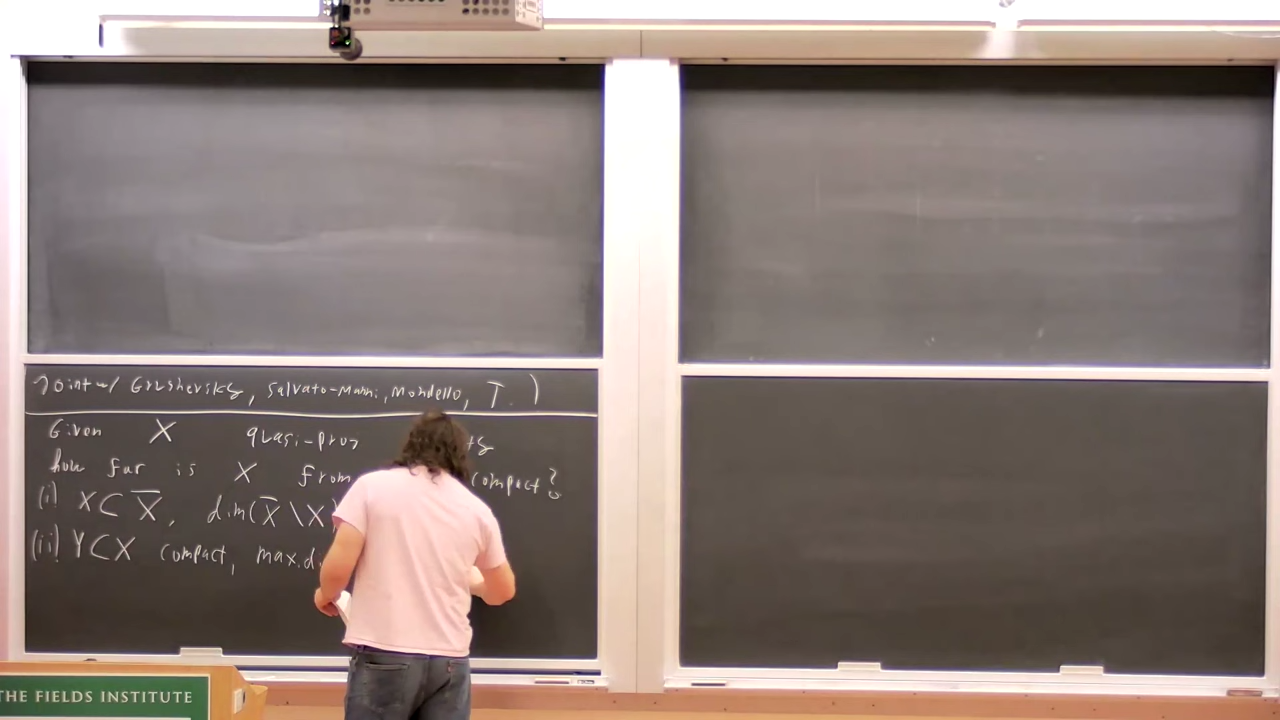 Joint w/ Grushevsky, Salvato-Manni, Mondello, T. )
Given X quasi-proj
how far is X from compact?
(i) X ⊂ X̅, dim(X̅ \ X)
(ii) Y ⊂ X compact, max.
THE FIELDS INSTITUTE